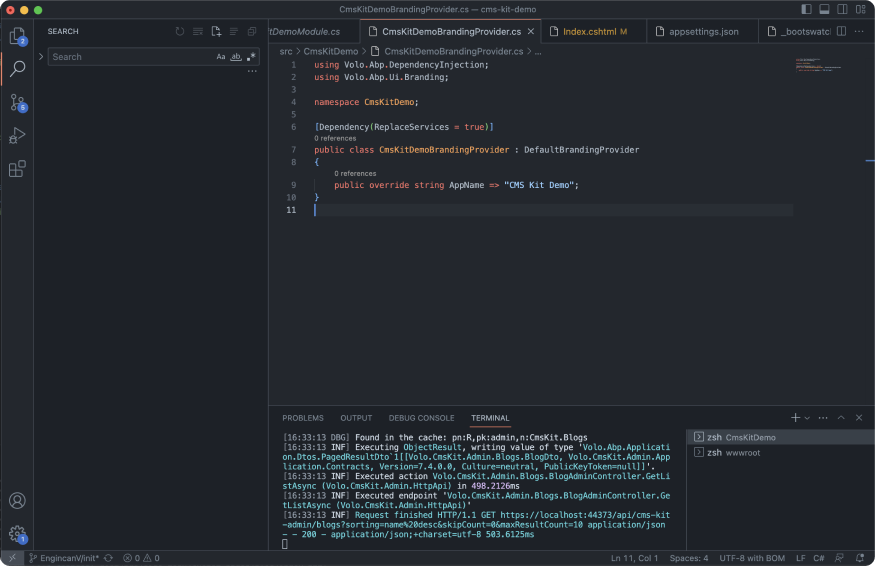 CmsKitDemoBrandingProvider.cs — cms-kit-demo
SEARCH
Search
Aa ab .*
tDemoModule.cs
CmsKitDemoBrandingProvider.cs
Index.cshtml M
appsettings.json
_bootswatch
src > CmsKitDemo > CmsKitDemoBrandingProvider.cs > ...
1 using Volo.Abp.DependencyInjection;
2 using Volo.Abp.Ui.Branding;
3
4 namespace CmsKitDemo;
5
6 [Dependency(ReplaceServices = true)]
0 references
7 public class CmsKitDemoBrandingProvider : DefaultBrandingProvider
8 {
0 references
9 public override string AppName => "CMS Kit Demo";
10 }
11
2
5
1
PROBLEMS OUTPUT DEBUG CONSOLE TERMINAL
[16:33:13 DBG] Found in the cache: pn:R,pk:admin,n:CmsKit.Blogs
[16:33:13 INF] Executing ObjectResult, writing value of type 'Volo.Abp.Applicati
on.Dtos.PagedResultDto`1[[Volo.CmsKit.Admin.Blogs.BlogDto, Volo.CmsKit.Admin.App
lication.Contracts, Version=7.4.0.0, Culture=neutral, PublicKeyToken=null]]'.
[16:33:13 INF] Executed action Volo.CmsKit.Admin.Blogs.BlogAdminController.GetLi
stAsync (Volo.CmsKit.Admin.HttpApi) in 498.2126ms
[16:33:13 INF] Executed endpoint 'Volo.CmsKit.Admin.Blogs.BlogAdminController.Ge
tListAsync (Volo.CmsKit.Admin.HttpApi)'
[16:33:13 INF] Request finished HTTP/1.1 GET https://localhost:44373/api/cms-kit
-admin/blogs?sorting=name%20desc&skipCount=0&maxResultCount=10 application/json
- - 200 - application/json;+charset=utf-8 503.6125ms
zsh CmsKitDemo
zsh wwwroot
EngincanV/init* 0 0 Ln 11, Col 1 Spaces: 4 UTF-8 with BOM LF C#